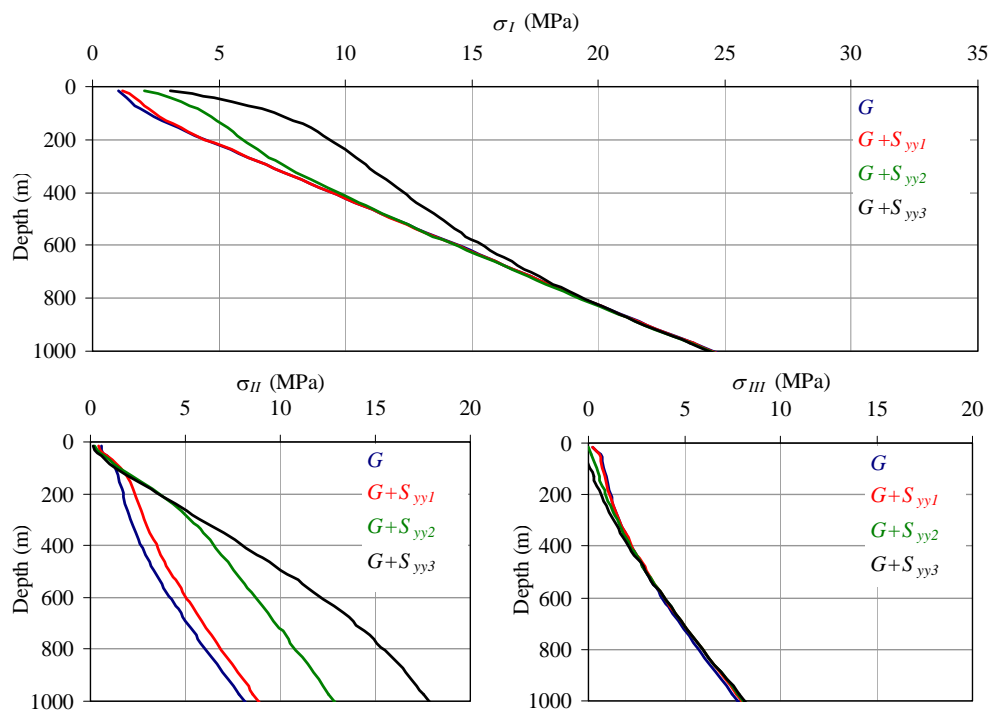 σI (MPa)
0 5 10 15 20 25 30 35
Depth (m)
0
200
400
600
800
1000
G
G+Syy1
G+Syy2
G+Syy3
σII (MPa)
0 5 10 15 20
Depth (m)
0
200
400
600
800
1000
G
G+Syy1
G+Syy2
G+Syy3
σIII (MPa)
0 5 10 15 20
Depth (m)
0
200
400
600
800
1000
G
G+Syy1
G+Syy2
G+Syy3